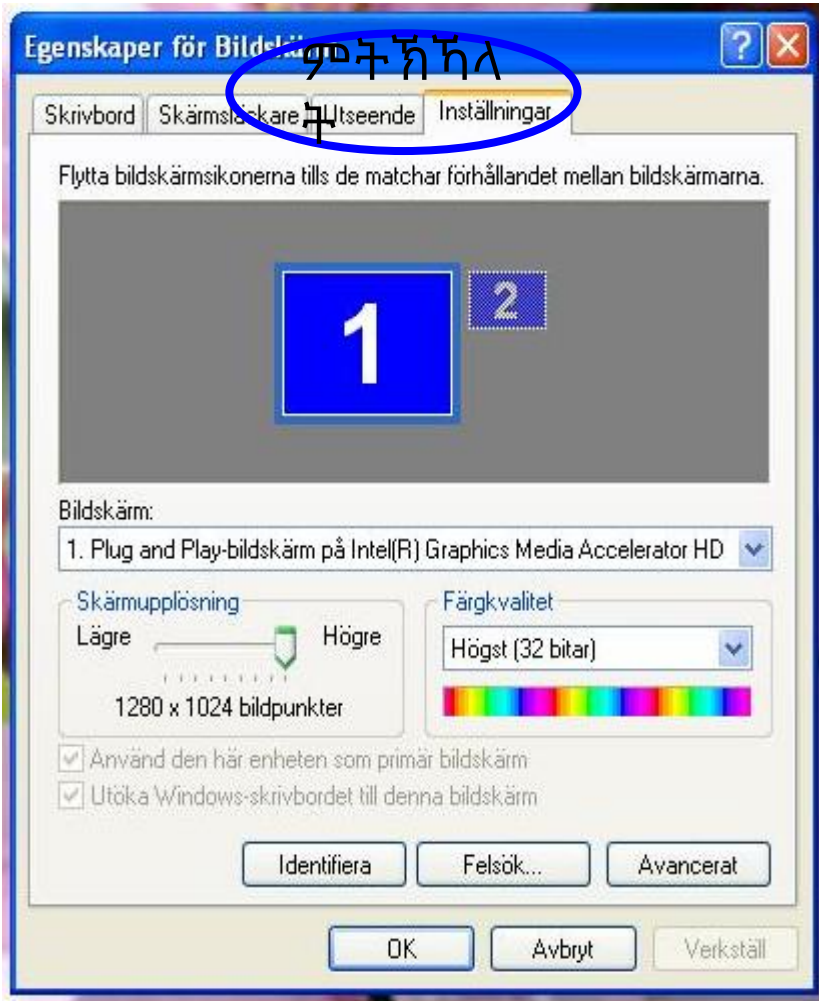 Egenskaper för Bildskärm
ምትኽኻላ
ት
Skrivbord Skärmsläckare Utseende Inställningar
Flytta bildskärmsikonerna tills de matchar förhållandet mellan bildskärmarna.
1 2
Bildskärm:
1. Plug and Play-bildskärm på Intel(R) Graphics Media Accelerator HD
Skärmupplösning Färgkvalitet
Lägre Högre Högst (32 bitar)
1280 x 1024 bildpunkter
Använd den här enheten som primär bildskärm
Utöka Windows-skrivbordet till denna bildskärm
Identifiera Felsök... Avancerat
OK Avbryt Verkställ